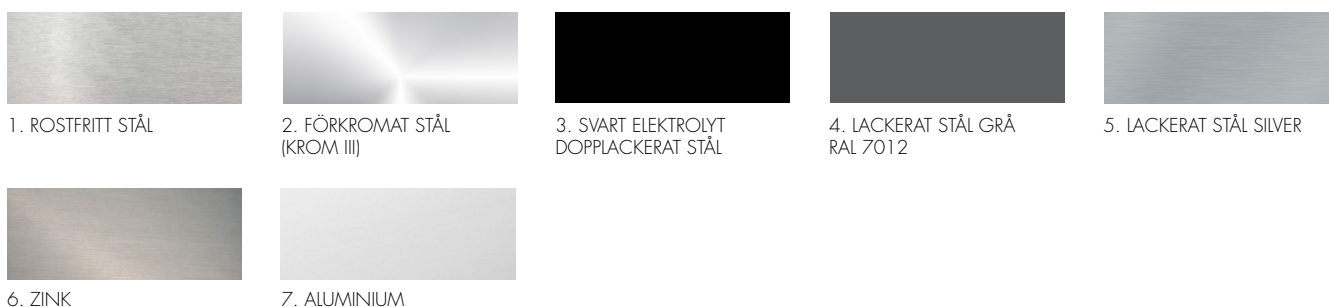 1. ROSTFRITT STÅL
2. FÖRKROMAT STÅL
(KROM III)
3. SVART ELEKTROLYT
DOPPLACKERAT STÅL
4. LACKERAT STÅL GRÅ
RAL 7012
5. LACKERAT STÅL SILVER
6. ZINK
7. ALUMINIUM